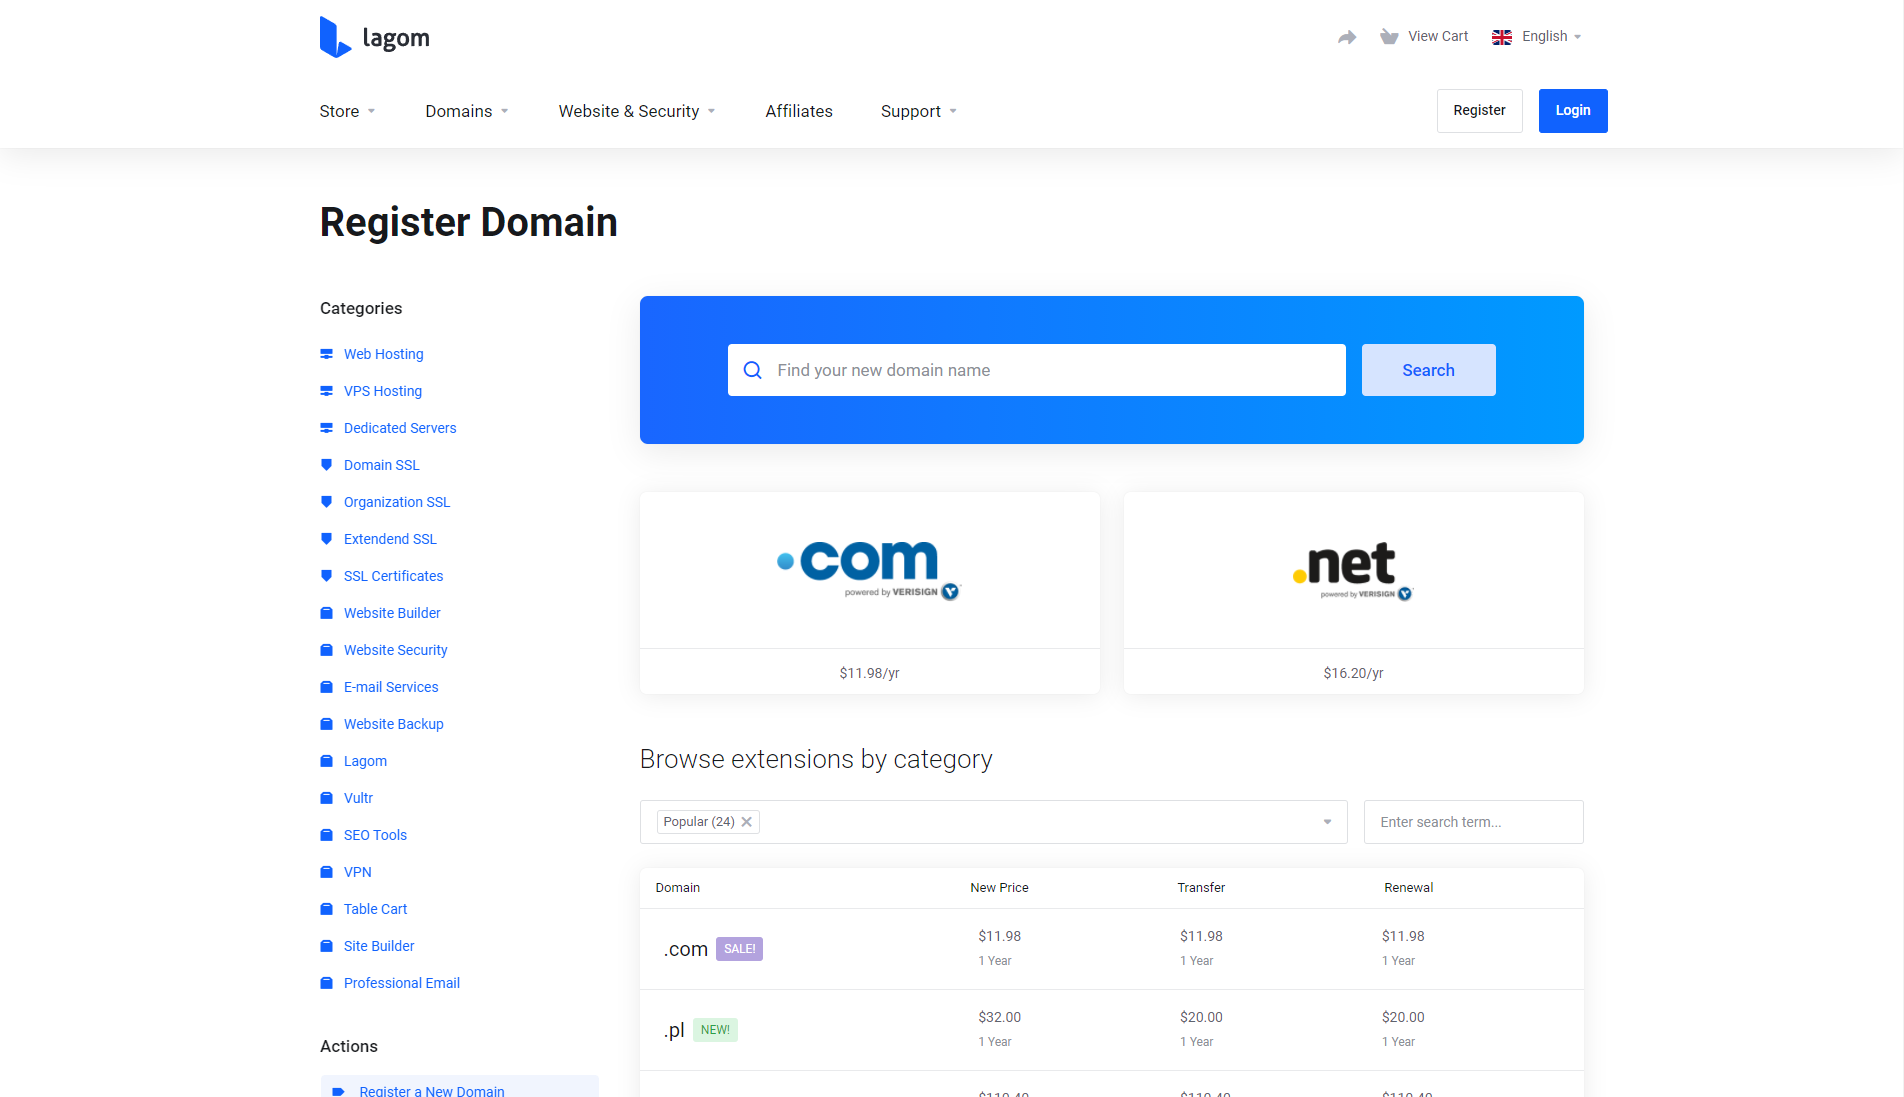 lagom
View Cart
English
Store
Domains
Website & Security
Affiliates
Support
Register
Login
Register Domain
Categories
Web Hosting
VPS Hosting
Dedicated Servers
Domain SSL
Organization SSL
Extendend SSL
SSL Certificates
Website Builder
Website Security
E-mail Services
Website Backup
Lagom
Vultr
SEO Tools
VPN
Table Cart
Site Builder
Professional Email
Actions
Register a New Domain
Find your new domain name
Search
.com
powered by VERISIGN
$11.98/yr
.net
powered by VERISIGN
$16.20/yr
Browse extensions by category
Popular (24)
Enter search term...
Domain New Price Transfer Renewal
.com SALE! $11.98 $11.98 $11.98
1 Year 1 Year 1 Year
.pl NEW! $32.00 $20.00 $20.00
1 Year 1 Year 1 Year